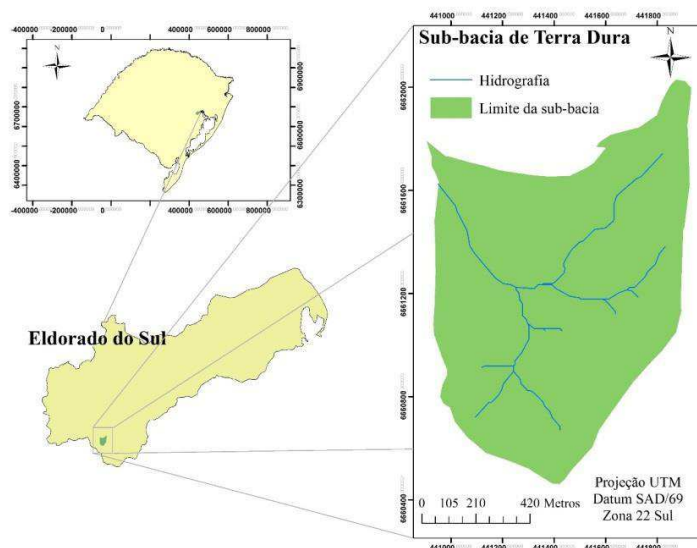 -400000 -200000 0 400000 600000 800000
N
6400000 6700000
6300000 6600000 6900000
-400000 -200000 0 400000 600000 800000
Eldorado do Sul
441000 441200 441400 441600 441800
Sub-bacia de Terra Dura
N
Hidrografia
Limite da sub-bacia
6662000
6661600
6661200
6660800
6660400
Projeção UTM
Datum SAD/69
Zona 22 Sul
0 105 210 420 Metros
441000 441200 441400 441600 441800